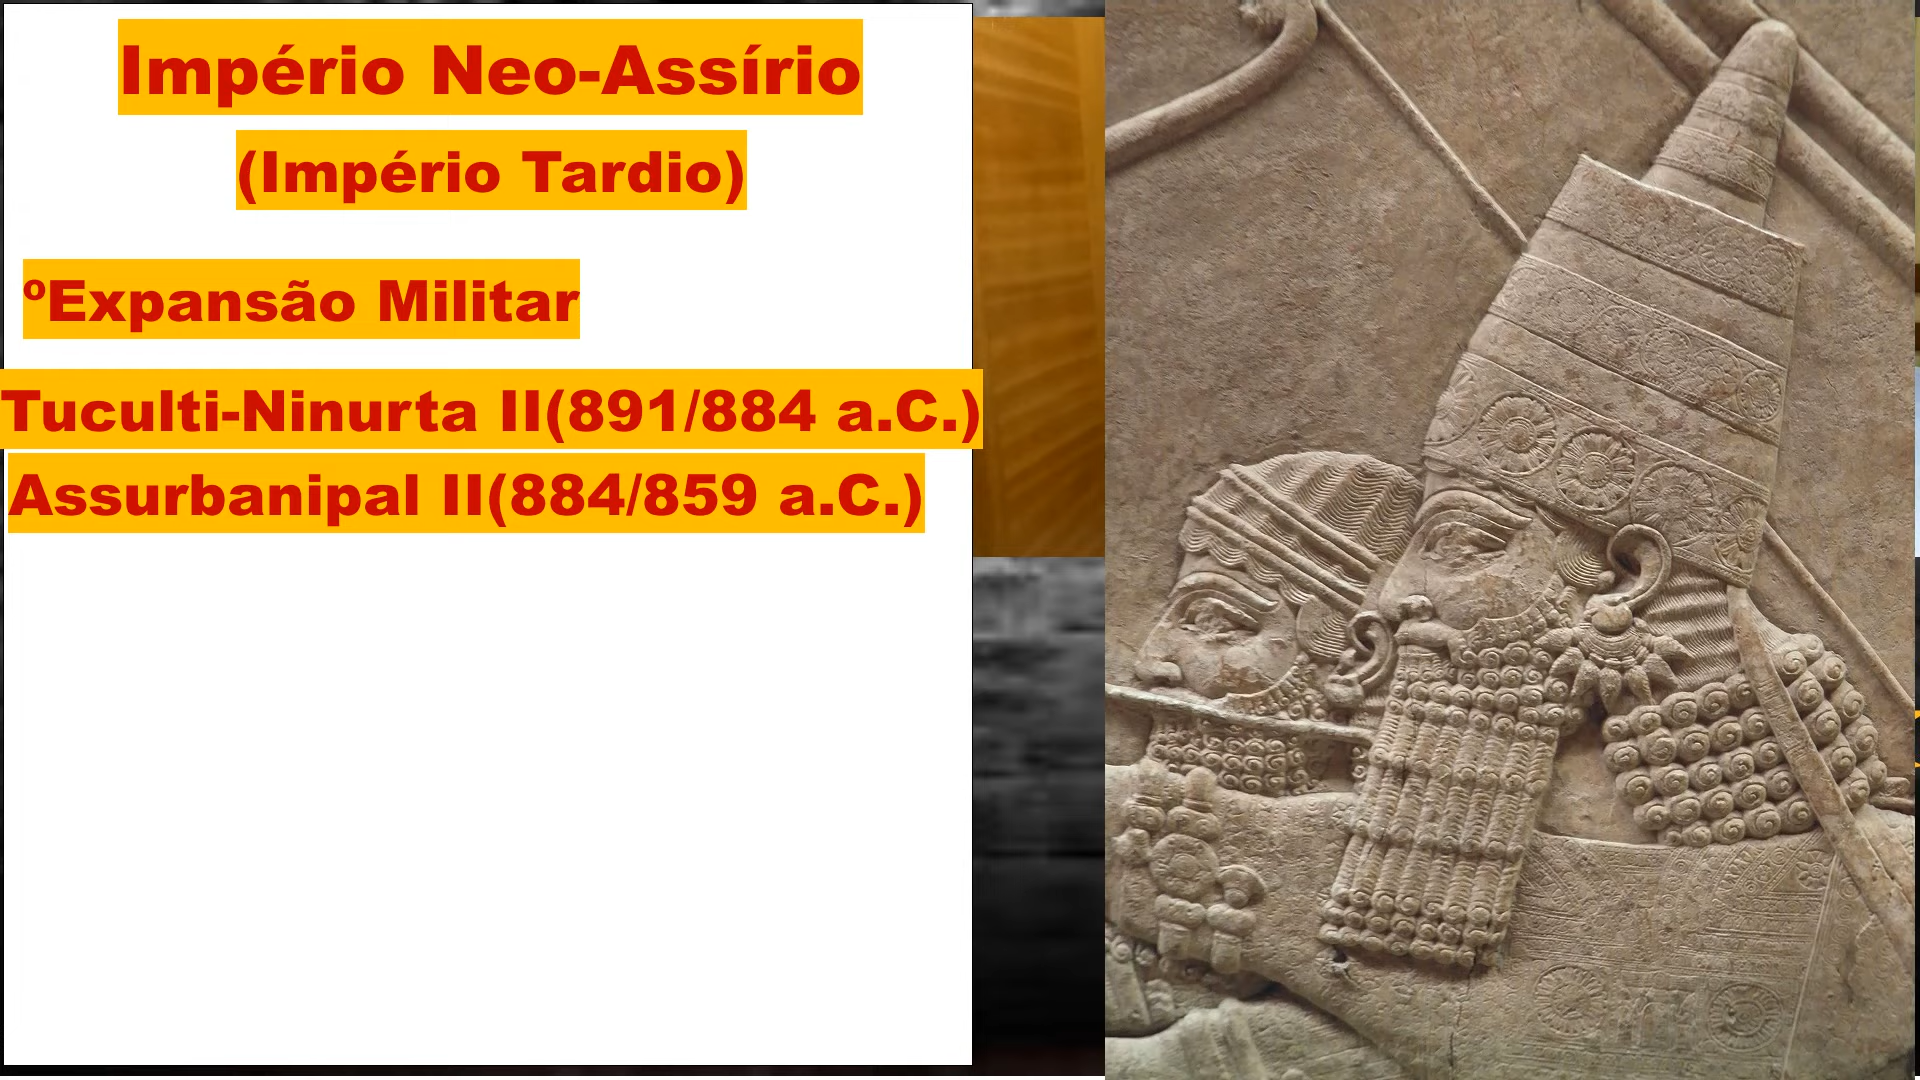 Império Neo-Assírio
(Império Tardio)
ºExpansão Militar
Tuculti-Ninurta II(891/884 a.C.)
Assurbanipal II(884/859 a.C.)